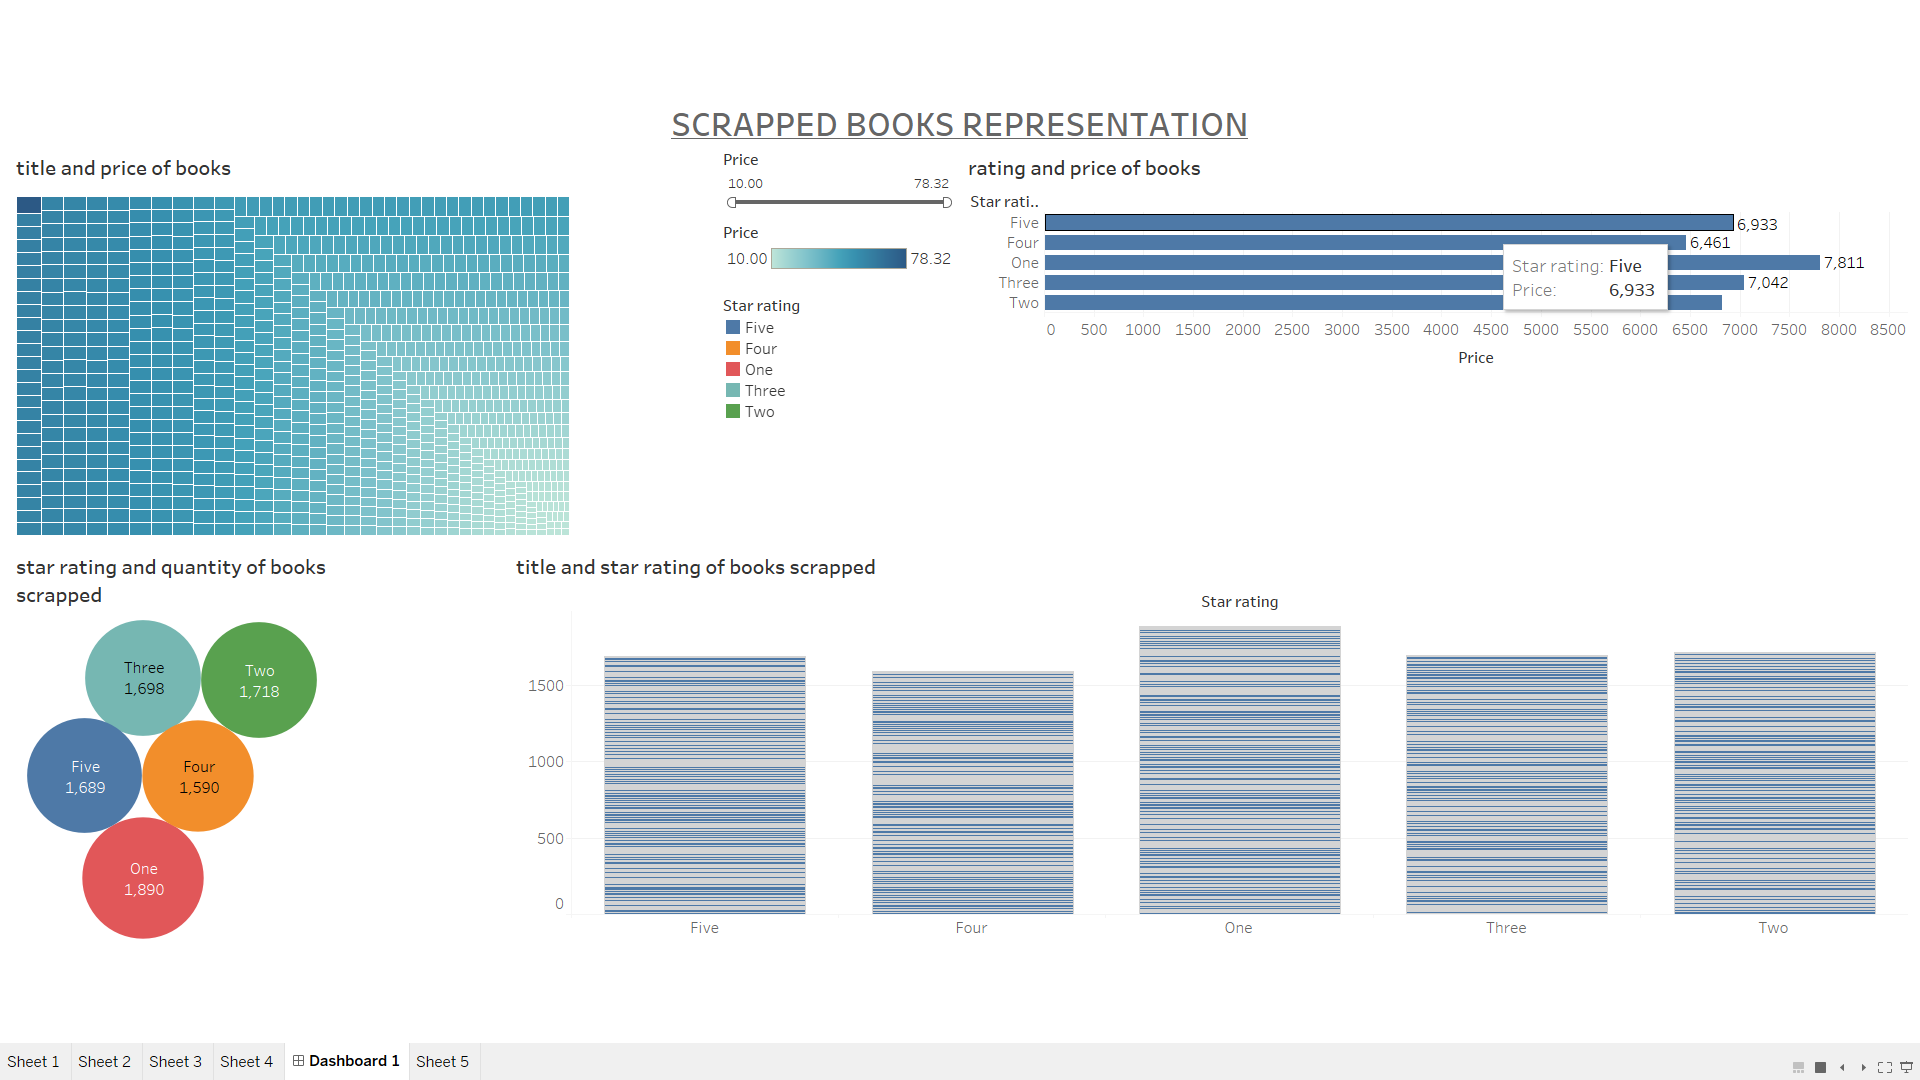 SCRAPPED BOOKS REPRESENTATION
title and price of books
Price
10.00 78.32
Price
10.00 78.32
Star rating
Five
Four
One
Three
Two
rating and price of books
Star rati..
Five 6,933
Four 6,461
One 7,811
Three 7,042
Two
Star rating: Five
Price: 6,933
0 500 1000 1500 2000 2500 3000 3500 4000 4500 5000 5500 6000 6500 7000 7500 8000 8500
Price
star rating and quantity of books
scrapped
Three
1,698
Two
1,718
Five
1,689
Four
1,590
One
1,890
title and star rating of books scrapped
Star rating
1500
1000
500
0
Five Four One Three Two
Sheet 1 Sheet 2 Sheet 3 Sheet 4 Dashboard 1 Sheet 5